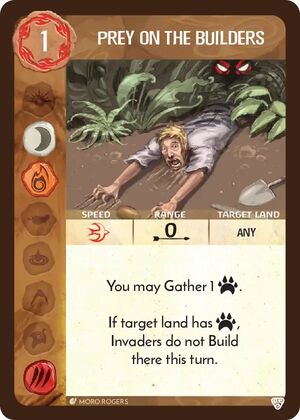 1
PREY ON THE BUILDERS
SPEED RANGE TARGET LAND
0 ANY
You may Gather 1 .
If target land has ,
Invaders do not Build
there this turn.
MORO ROGERS